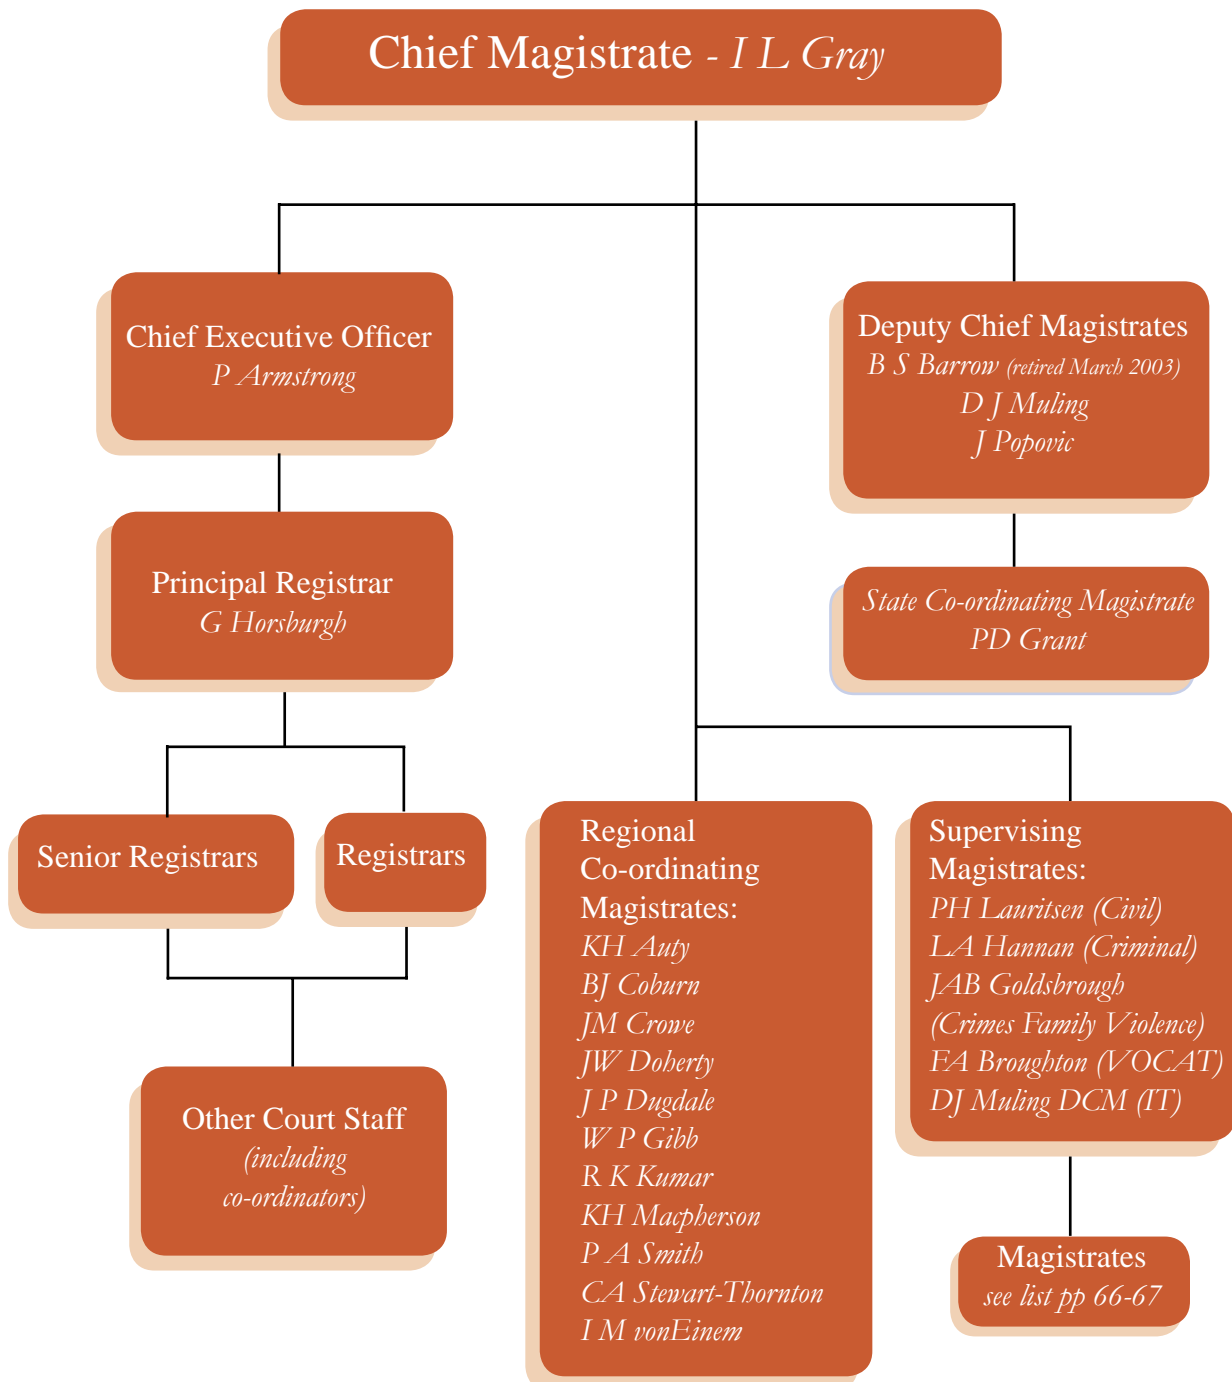 Chief Magistrate - I L Gray
Chief Executive Officer
P Armstrong
Deputy Chief Magistrates
B S Barrow (retired March 2003)
D J Muling
J Popovic
Principal Registrar
G Horsburgh
State Co-ordinating Magistrate
PD Grant
Senior Registrars
Registrars
Other Court Staff
(including
co-ordinators)
Regional
Co-ordinating
Magistrates:
KH Auty
BJ Coburn
JM Crowe
JW Doherty
J P Dugdale
W P Gibb
R K Kumar
KH Macpherson
P A Smith
CA Stewart-Thornton
I M vonEinem
Supervising
Magistrates:
PH Lauritsen (Civil)
LA Hannan (Criminal)
JAB Goldsbrough
(Crimes Family Violence)
FA Broughton (VOCAT)
DJ Muling DCM (IT)
Magistrates
see list pp 66-67